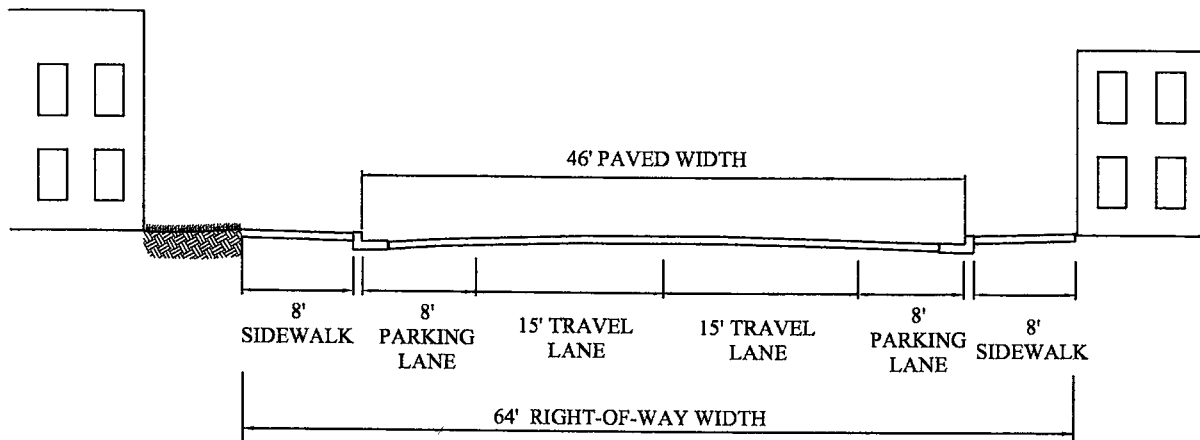 46' PAVED WIDTH
8'
SIDEWALK
8'
PARKING
LANE
15' TRAVEL
LANE
15' TRAVEL
LANE
8'
PARKING
LANE
8'
SIDEWALK
64' RIGHT-OF-WAY WIDTH